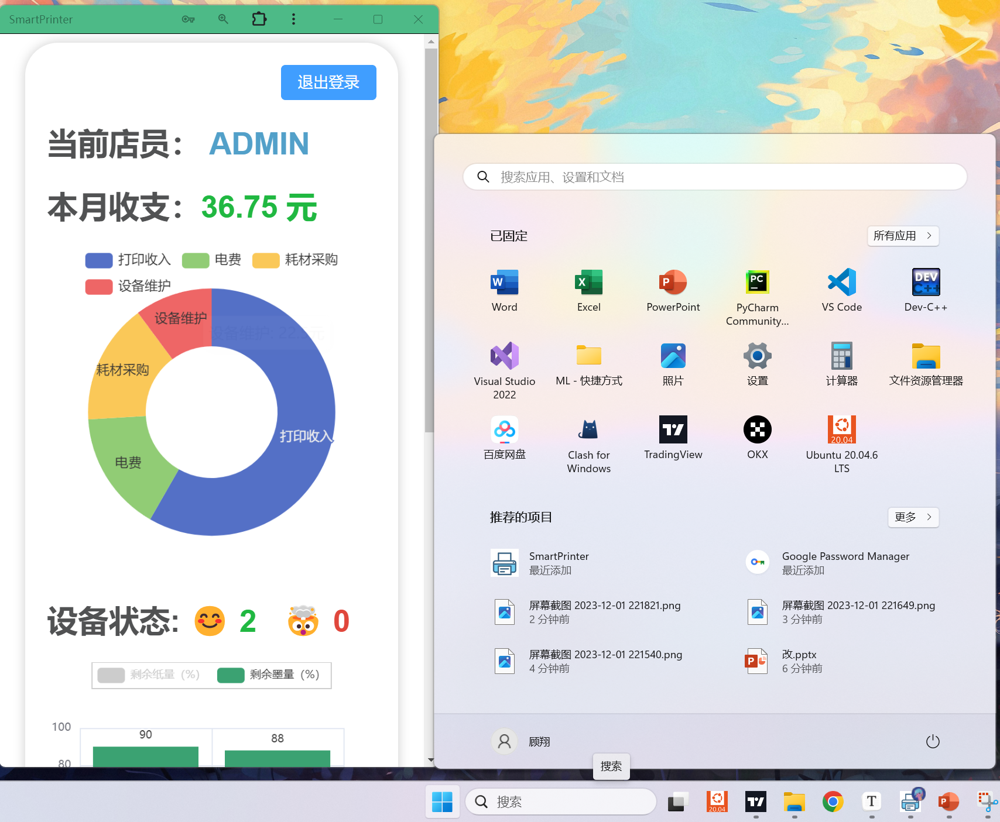 SmartPrinter
退出登录
当前店员： ADMIN
本月收支：36.75 元
打印收入 电费 耗材采购
设备维护
设备维护
耗材采购
打印收入
电费
设备状态: 😊 2 🤯 0
剩余纸量（%） 剩余墨量（%）
100
90
88
80
搜索应用、设置和文档
已固定
所有应用
Word
Excel
PowerPoint
PyCharm
Community...
VS Code
Dev-C++
Visual Studio
2022
ML - 快捷方式
照片
设置
计算器
文件资源管理器
百度网盘
Clash for
Windows
TradingView
OKX
Ubuntu 20.04.6
LTS
推荐的项目
更多
SmartPrinter
最近添加
Google Password Manager
最近添加
屏幕截图 2023-12-01 221821.png
2 分钟前
屏幕截图 2023-12-01 221649.png
3 分钟前
屏幕截图 2023-12-01 221540.png
4 分钟前
改.pptx
6 分钟前
顾翔
搜索
搜索